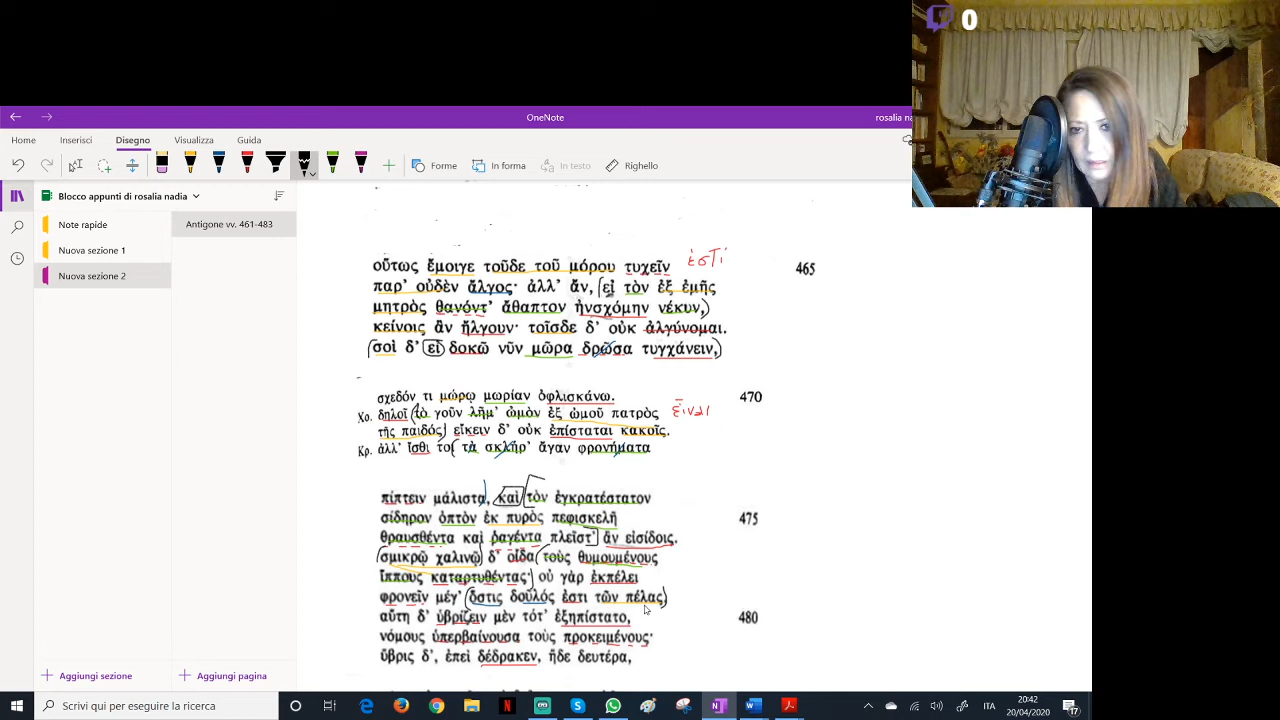 0
OneNote
rosalia na
Home Inserisci Disegno Visualizza Guida
Forme In forma In testo Righello
Blocco appunti di rosalia nadia
Note rapide
Nuova sezione 1
Nuova sezione 2
Antigone vv. 461-483
οὕτως ἔμοιγε τοῦδε τοῦ μόρου τυχεῖν ἐστί 465
παρ' οὐδὲν ἄλγος· ἀλλ' ἄν, (εἰ τὸν ἐξ ἐμῆς
μητρὸς θανόντ' ἄθαπτον ἠνσχόμην νέκυν,)
κείνοις ἂν ἤλγουν· τοῖσδε δ' οὐκ ἀλγύνομαι.
(σοὶ δ' εἰ δοκῶ νῦν μῶρα δρῶσα τυγχάνειν,)
σχεδόν τι μώρῳ μωρίαν ὀφλισκάνω. 470
Χο. δηλοῖ (τὸ γοῦν λῆμ' ὠμὸν ἐξ ὠμοῦ πατρὸς εἶναι
τῆς παιδός) εἴκειν δ' οὐκ ἐπίσταται κακοῖς.
Κρ. ἀλλ' ἴσθι τοι (τὰ σκλήρ' ἄγαν φρονήματα
πίπτειν μάλιστα), καὶ [τὸν ἐγκρατέστατον
σίδηρον ὀπτὸν ἐκ πυρὸς περισκελῆ 475
θραυσθέντα καὶ ῥαγέντα πλεῖστ'] ἂν εἰσίδοις.
(σμικρῷ χαλινῷ) δ' οἶδα (τοὺς θυμουμένους
ἵππους καταρτυθέντας·) οὐ γὰρ ἐκπέλει
φρονεῖν μέγ' (ὅστις δοῦλός ἐστι τῶν πέλας)
αὕτη δ' ὑβρίζειν μὲν τότ' ἐξηπίστατο, 480
νόμους ὑπερβαίνουσα τοὺς προκειμένους·
ὕβρις δ', ἐπεὶ δέδρακεν, ἥδε δευτέρα,
Aggiungi sezione Aggiungi pagina
Scrivi qui per eseguire la ricerca
ITA
20:42
20/04/2020
17